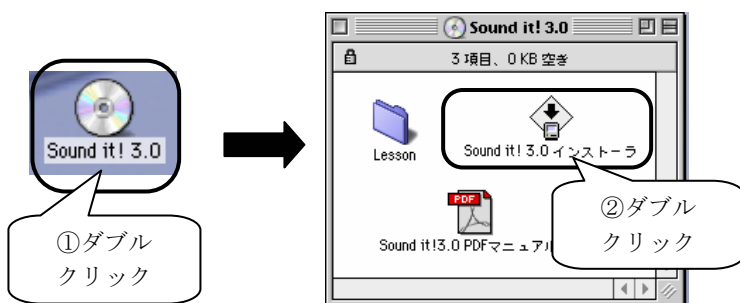 Sound it! 3.0
①ダブル
クリック
Sound it! 3.0
3項目、0 KB 空き
Lesson
Sound it! 3.0 インストーラ
②ダブル
クリック
PDF
Sound it!3.0 PDFマニュアル